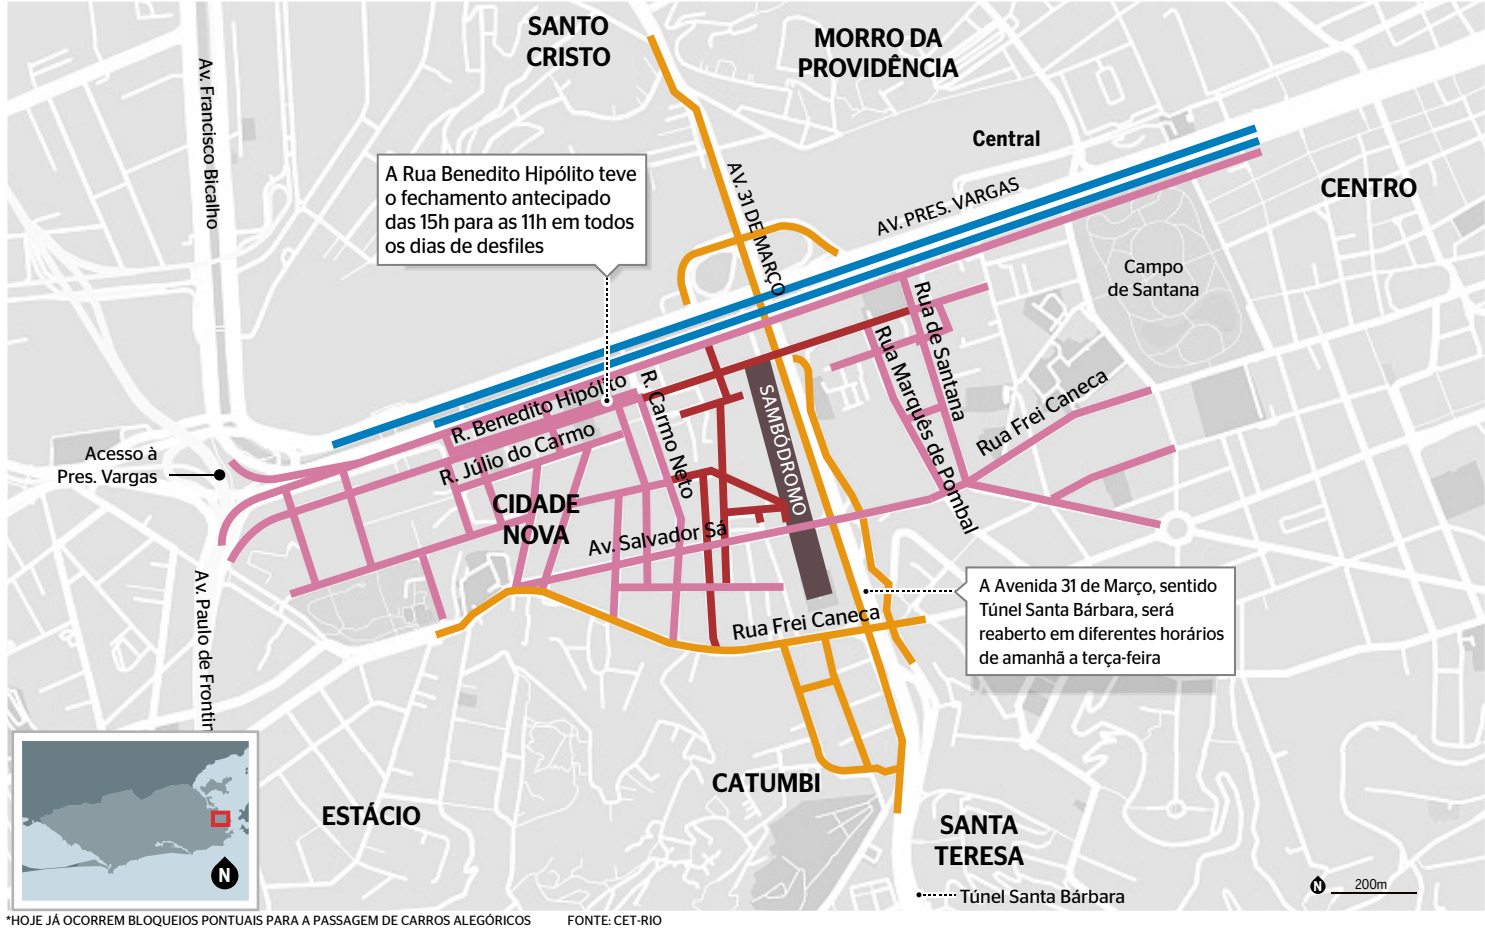 SANTO
CRISTO
MORRO DA
PROVIDÊNCIA
Av. Francisco Bicalho
Central
CENTRO
A Rua Benedito Hipólito teve
o fechamento antecipado
das 15h para as 11h em todos
os dias de desfiles
AV. 31 DE MARÇO
AV. PRES. VARGAS
Campo
de Santana
Rua de Santana
Rua Marquês de Pombal
Rua Frei Caneca
R. Benedito Hipólito
R. Carmo Neto
R. Júlio do Carmo
SAMBÓDROMO
Acesso à
Pres. Vargas
CIDADE
NOVA
Av. Salvador Sá
Av. Paulo de Frontin
Rua Frei Caneca
A Avenida 31 de Março, sentido
Túnel Santa Bárbara, será
reaberto em diferentes horários
de amanhã a terça-feira
CATUMBI
ESTÁCIO
SANTA
TERESA
Túnel Santa Bárbara
N
N
200m
*HOJE JÁ OCORREM BLOQUEIOS PONTUAIS PARA A PASSAGEM DE CARROS ALEGÓRICOS
FONTE: CET-RIO